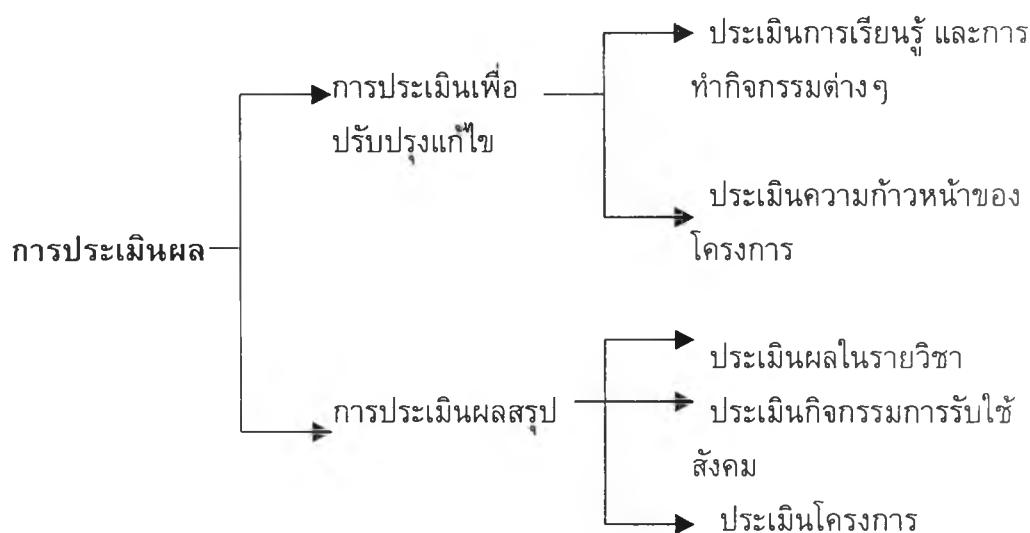 ประเมินการเรียนรู้ และการ
ทำกิจกรรมต่างๆ
การประเมินเพื่อ
ปรับปรุงแก้ไข
ประเมินความก้าวหน้าของ
โครงการ
การประเมินผล
ประเมินผลในรายวิชา
การประเมินผลสรุป
ประเมินกิจกรรมการรับใช้
สังคม
ประเมินโครงการ